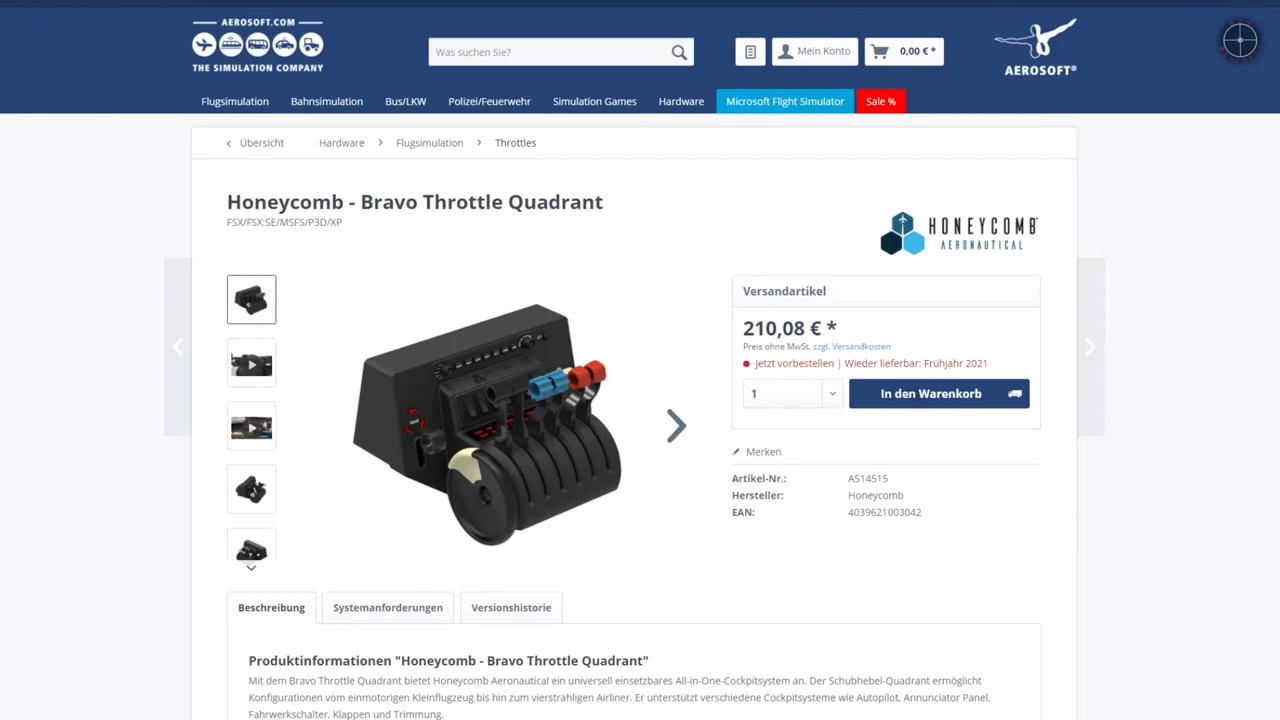 AEROSOFT.COM
THE SIMULATION COMPANY
Was suchen Sie?
Mein Konto
0,00 € *
AEROSOFT®
Flugsimulation
Bahnsimulation
Bus/LKW
Polizei/Feuerwehr
Simulation Games
Hardware
Microsoft Flight Simulator
Sale %
Übersicht
Hardware
Flugsimulation
Throttles
Honeycomb - Bravo Throttle Quadrant
FSX/FSX:SE/MSFS/P3D/XP
HONEYCOMB
AERONAUTICAL
Versandartikel
210,08 € *
Preis ohne MwSt. zzgl. Versandkosten
Jetzt vorbestellen | Wieder lieferbar: Frühjahr 2021
1
In den Warenkorb
Merken
Artikel-Nr.: AS14515
Hersteller: Honeycomb
EAN: 4039621003042
Beschreibung
Systemanforderungen
Versionshistorie
Produktinformationen "Honeycomb - Bravo Throttle Quadrant"
Mit dem Bravo Throttle Quadrant bietet Honeycomb Aeronautical ein universell einsetzbares All-in-One-Cockpitsystem an. Der Schubhebel-Quadrant ermöglicht
Konfigurationen vom einmotorigen Kleinflugzeug bis hin zum vierstrahligen Airliner. Er unterstützt verschiedene Cockpitsysteme wie Autopilot, Annunciator Panel,
Fahrwerkschalter, Klappen und Trimmung.